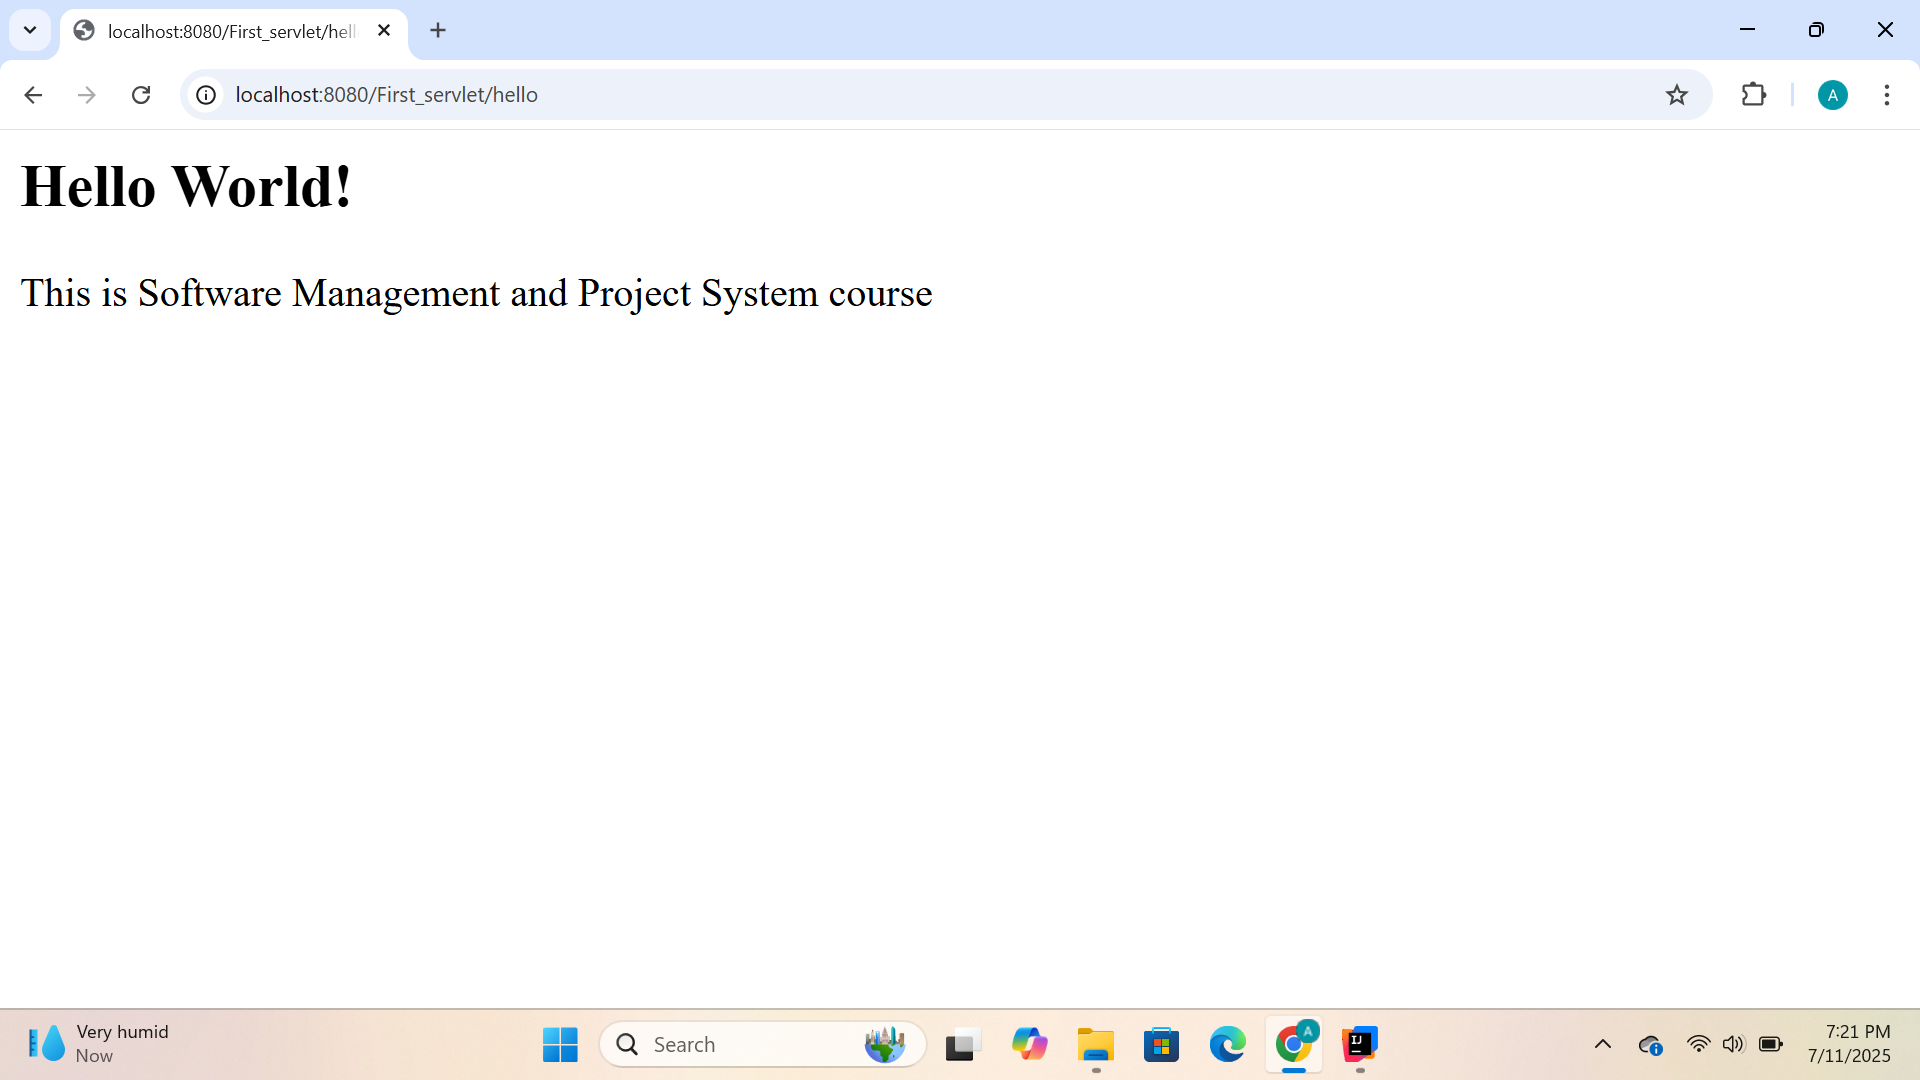 localhost:8080/First_servlet/hell
localhost:8080/First_servlet/hello
A
Hello World!
This is Software Management and Project System course
Very humid
Now
Search
A
IJ
7:21 PM
7/11/2025